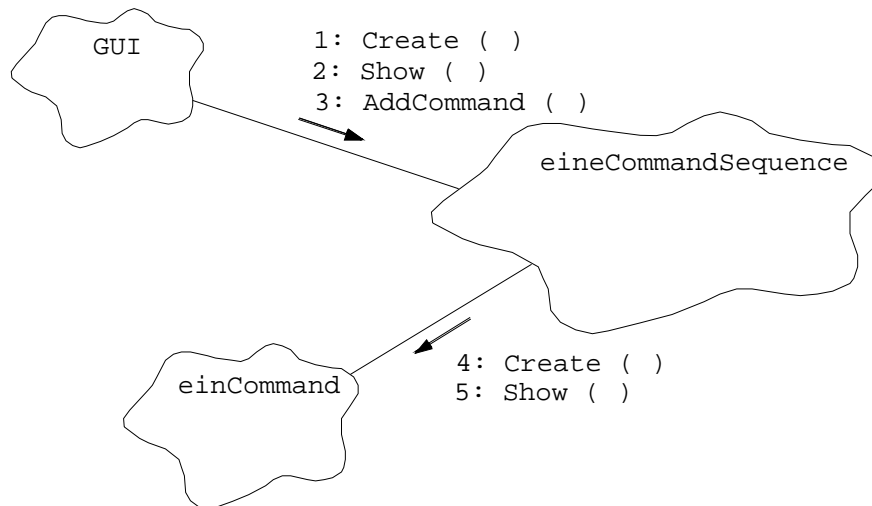 GUI
1: Create ( )
2: Show ( )
3: AddCommand ( )
eineCommandSequence
4: Create ( )
5: Show ( )
einCommand